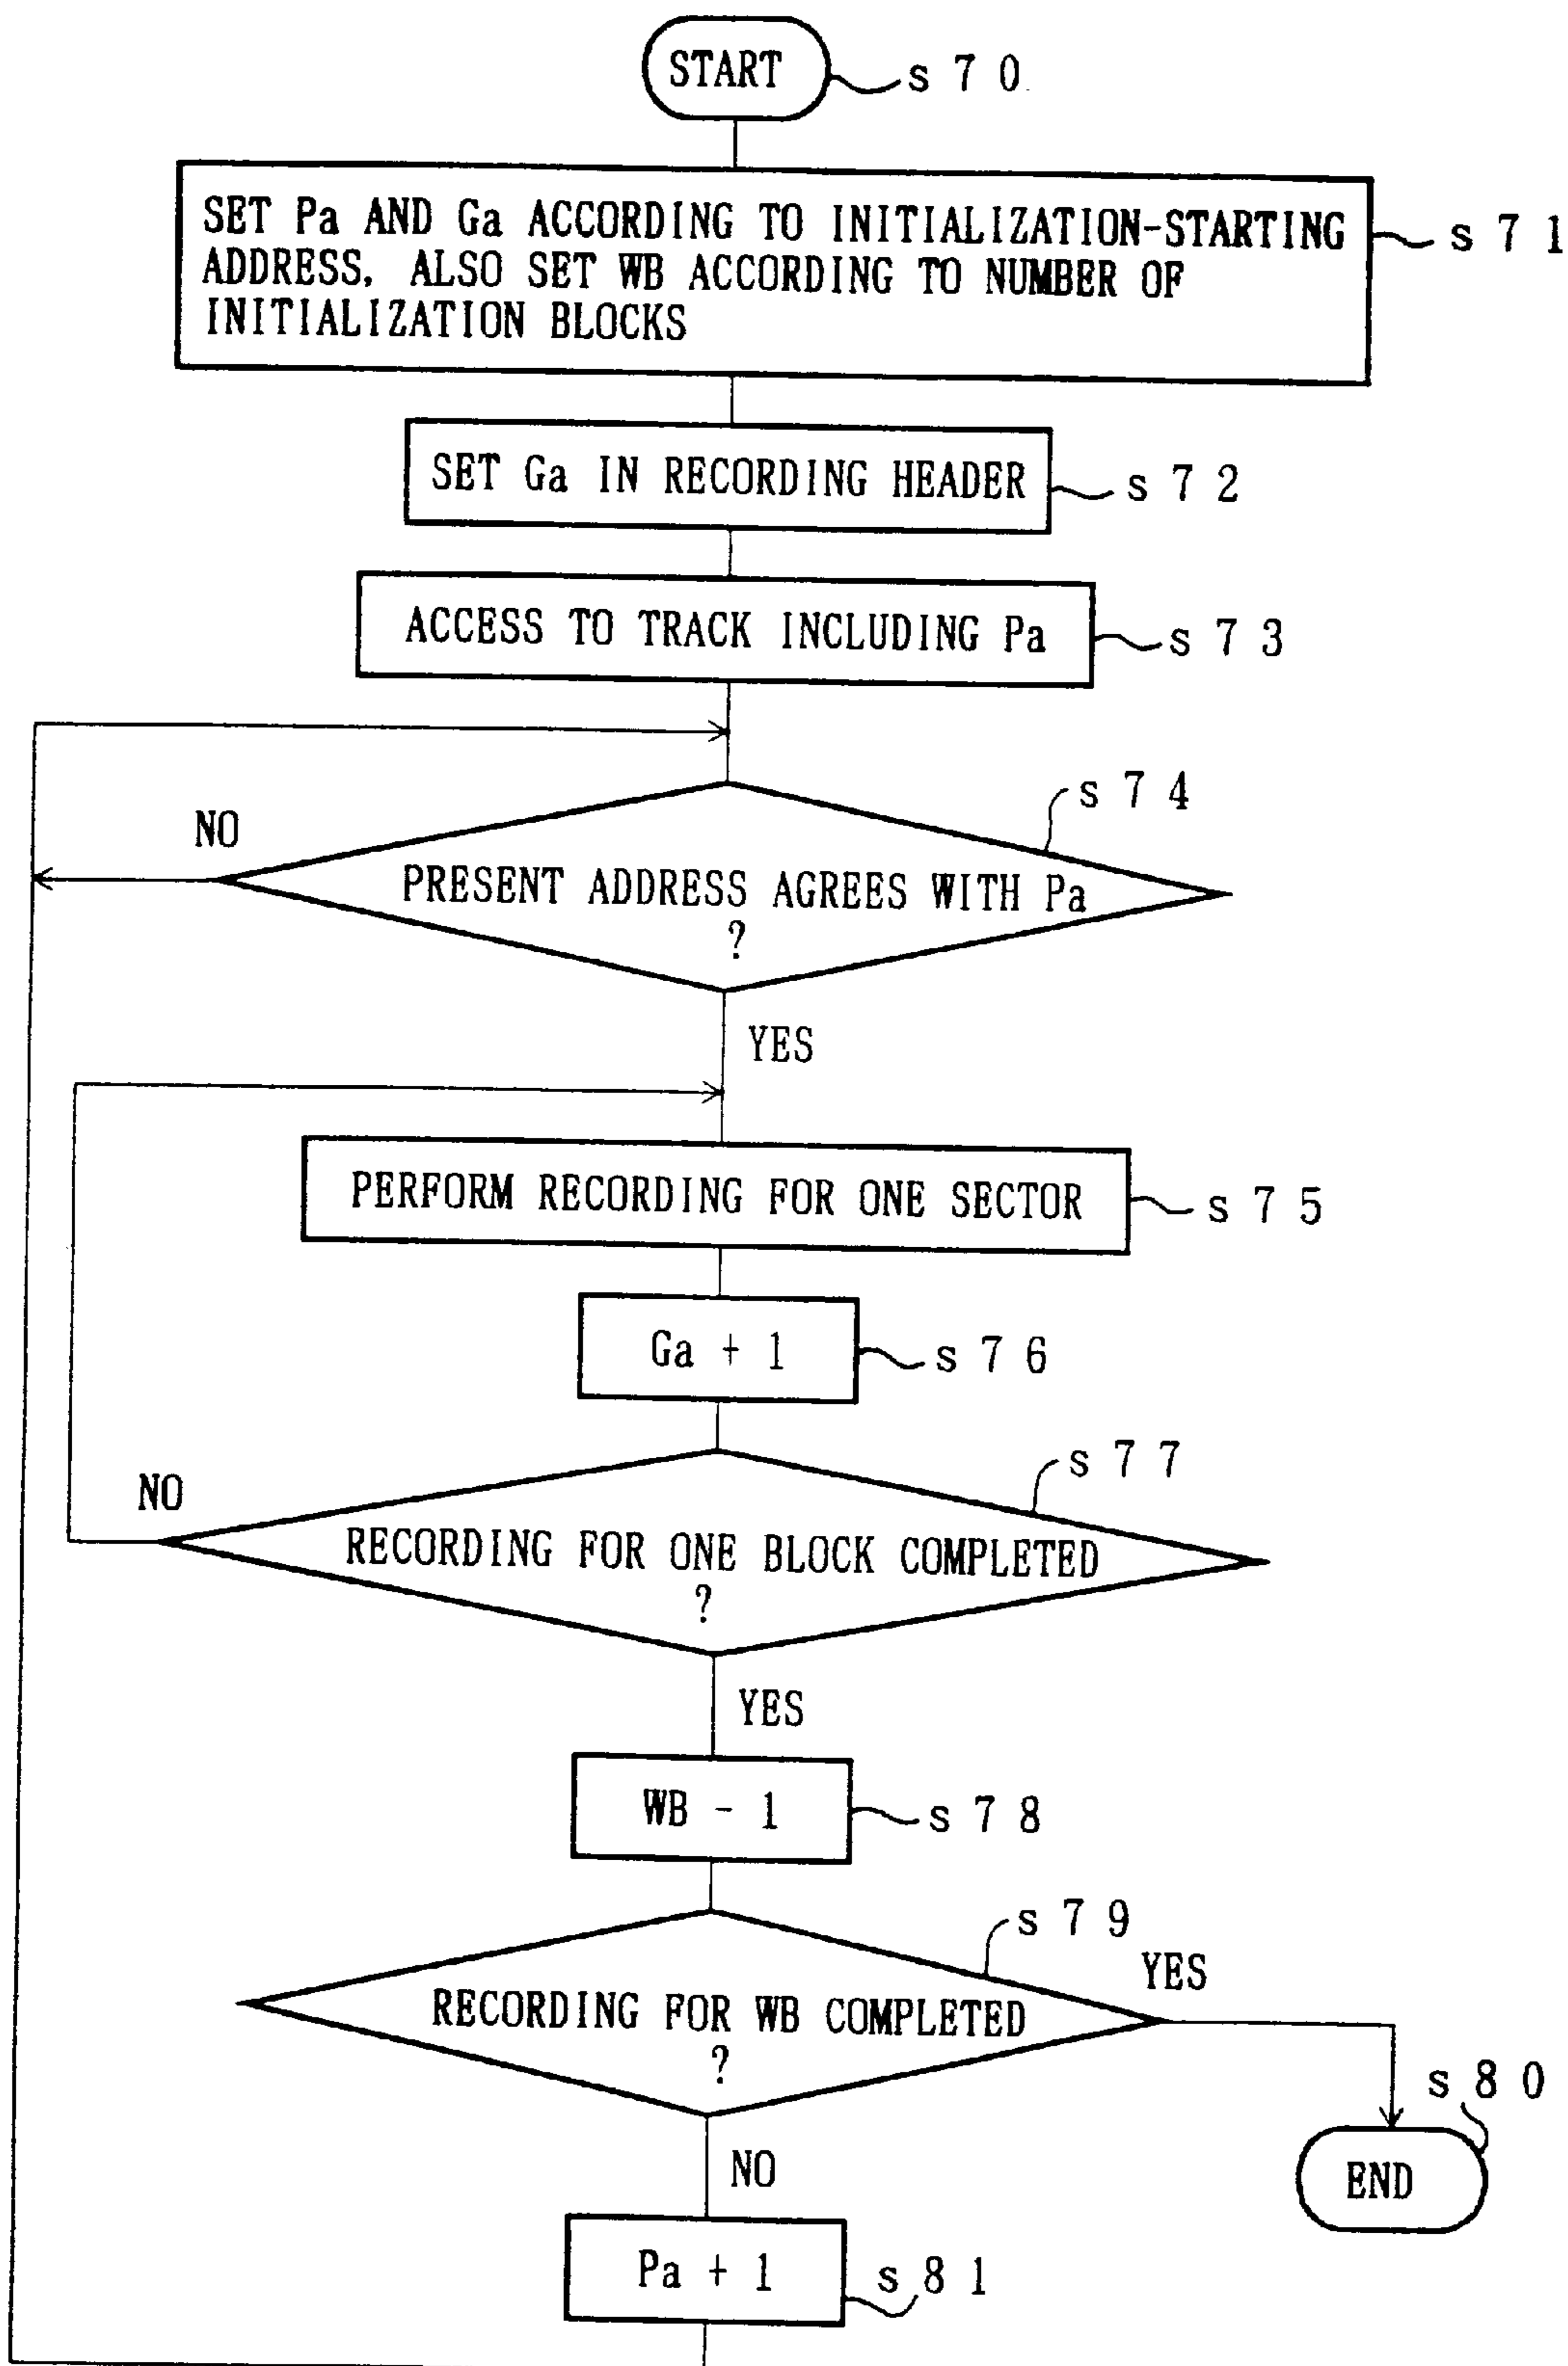 START
s 7 0
SET Pa AND Ga ACCORDING TO INITIALIZATION-STARTING
ADDRESS. ALSO SET WB ACCORDING TO NUMBER OF
INITIALIZATION BLOCKS
s 7 1
SET Ga IN RECORDING HEADER
s 7 2
ACCESS TO TRACK INCLUDING Pa
s 7 3
s 7 4
NO
PRESENT ADDRESS AGREES WITH Pa
?
YES
PERFORM RECORDING FOR ONE SECTOR
s 7 5
Ga + 1
s 7 6
s 7 7
NO
RECORDING FOR ONE BLOCK COMPLETED
?
YES
WB - 1
s 7 8
s 7 9
YES
RECORDING FOR WB COMPLETED
?
s 8 0
END
NO
Pa + 1
s 8 1